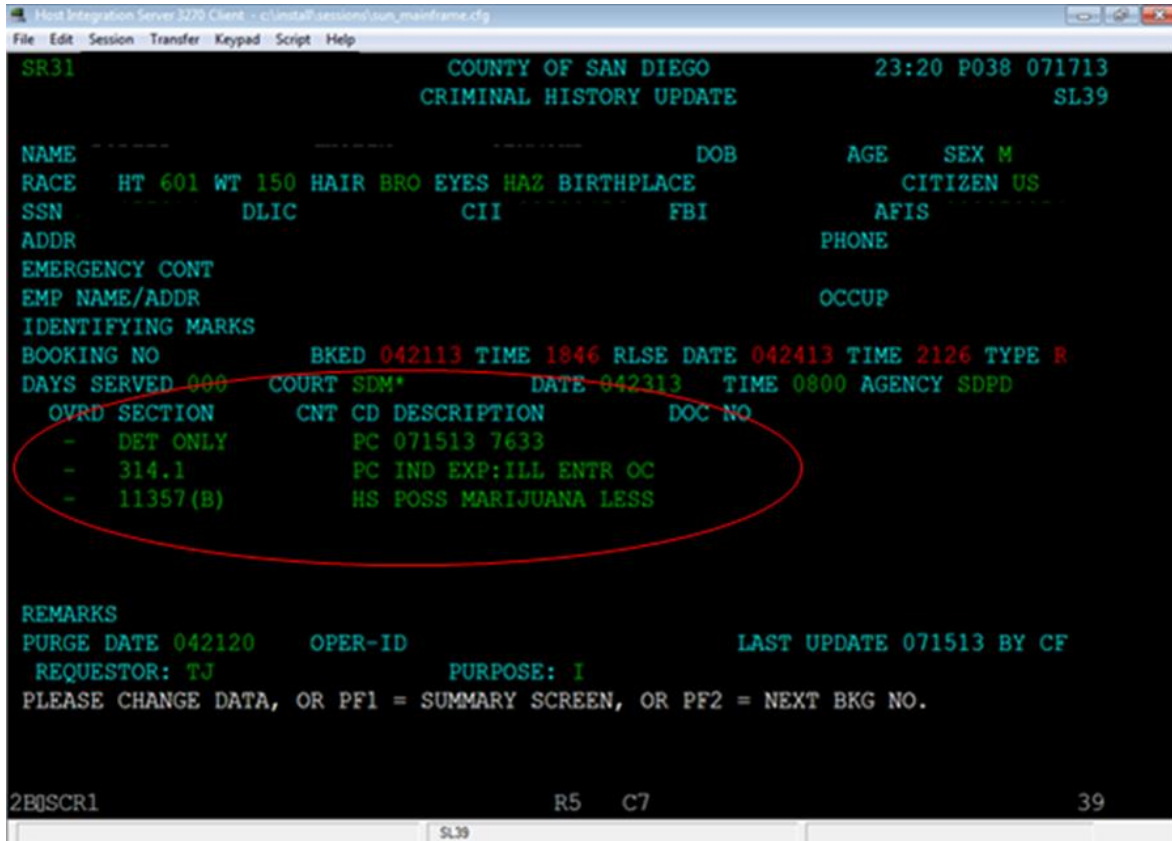 Host Integration Server 3270 Client - c:\install\sessions\sun_mainframe.cfg
File Edit Session Transfer Keypad Script Help
SR31 COUNTY OF SAN DIEGO 23:20 P038 071713
CRIMINAL HISTORY UPDATE SL39
NAME DOB AGE SEX M
RACE HT 601 WT 150 HAIR BRO EYES HAZ BIRTHPLACE CITIZEN US
SSN DLIC CII FBI AFIS
ADDR PHONE
EMERGENCY CONT
EMP NAME/ADDR OCCUP
IDENTIFYING MARKS
BOOKING NO BKED 042113 TIME 1846 RLSE DATE 042413 TIME 2126 TYPE R
DAYS SERVED 000 COURT SDM* DATE 042313 TIME 0800 AGENCY SDPD
OVRD SECTION CNT CD DESCRIPTION DOC NO
- DET ONLY PC 071513 7633
- 314.1 PC IND EXP:ILL ENTR OC
- 11357(B) HS POSS MARIJUANA LESS
REMARKS
PURGE DATE 042120 OPER-ID LAST UPDATE 071513 BY CF
REQUESTOR: TJ PURPOSE: I
PLEASE CHANGE DATA, OR PF1 = SUMMARY SCREEN, OR PF2 = NEXT BKG NO.
R5 C7 39
SL39